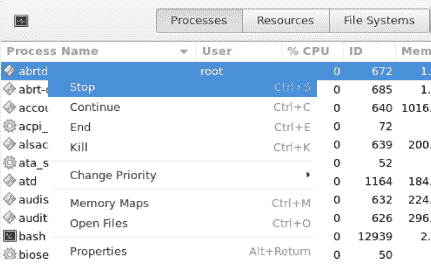 Processes Resources File Systems
Process Name User % CPU ID Mem
abrtd root 0 672 1.
abrt- 0 685 1.
Stop Ctrl+S
accou 0 640 1016.
Continue Ctrl+C
acpi_ 0 72
End Ctrl+E
alsac 0 639 200.
Kill Ctrl+K
ata_s 0 52
atd 0 1164 184.
Change Priority
audis 0 632 224.
Memory Maps Ctrl+M
audit 0 626 296.
Open Files Ctrl+O
bash 0 12939 2.
biose 0 50
Properties Alt+Return